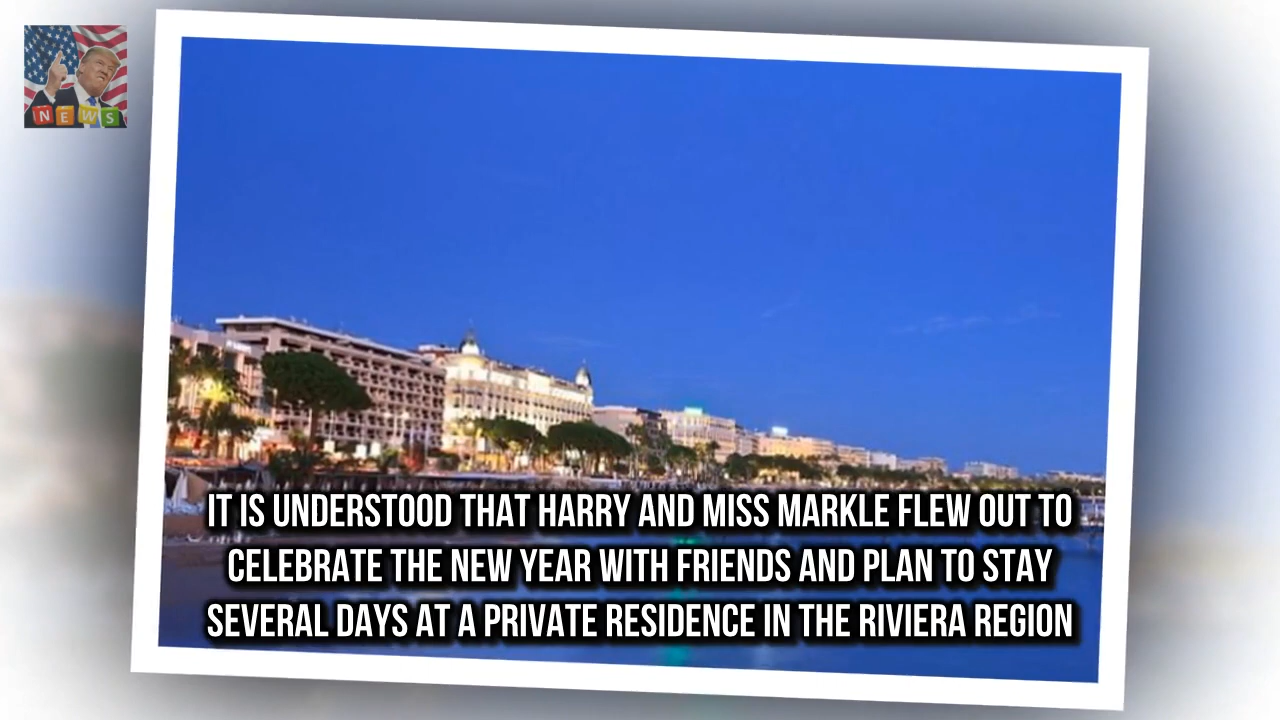 NEWS
IT IS UNDERSTOOD THAT HARRY AND MISS MARKLE FLEW OUT TO
CELEBRATE THE NEW YEAR WITH FRIENDS AND PLAN TO STAY
SEVERAL DAYS AT A PRIVATE RESIDENCE IN THE RIVIERA REGION